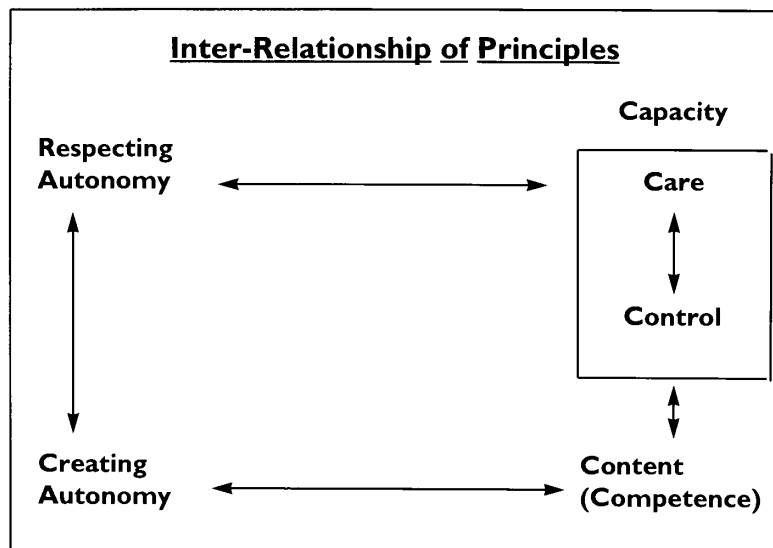 Inter-Relationship of Principles
Capacity
Respecting
Autonomy
Care
Control
Creating
Autonomy
Content
(Competence)